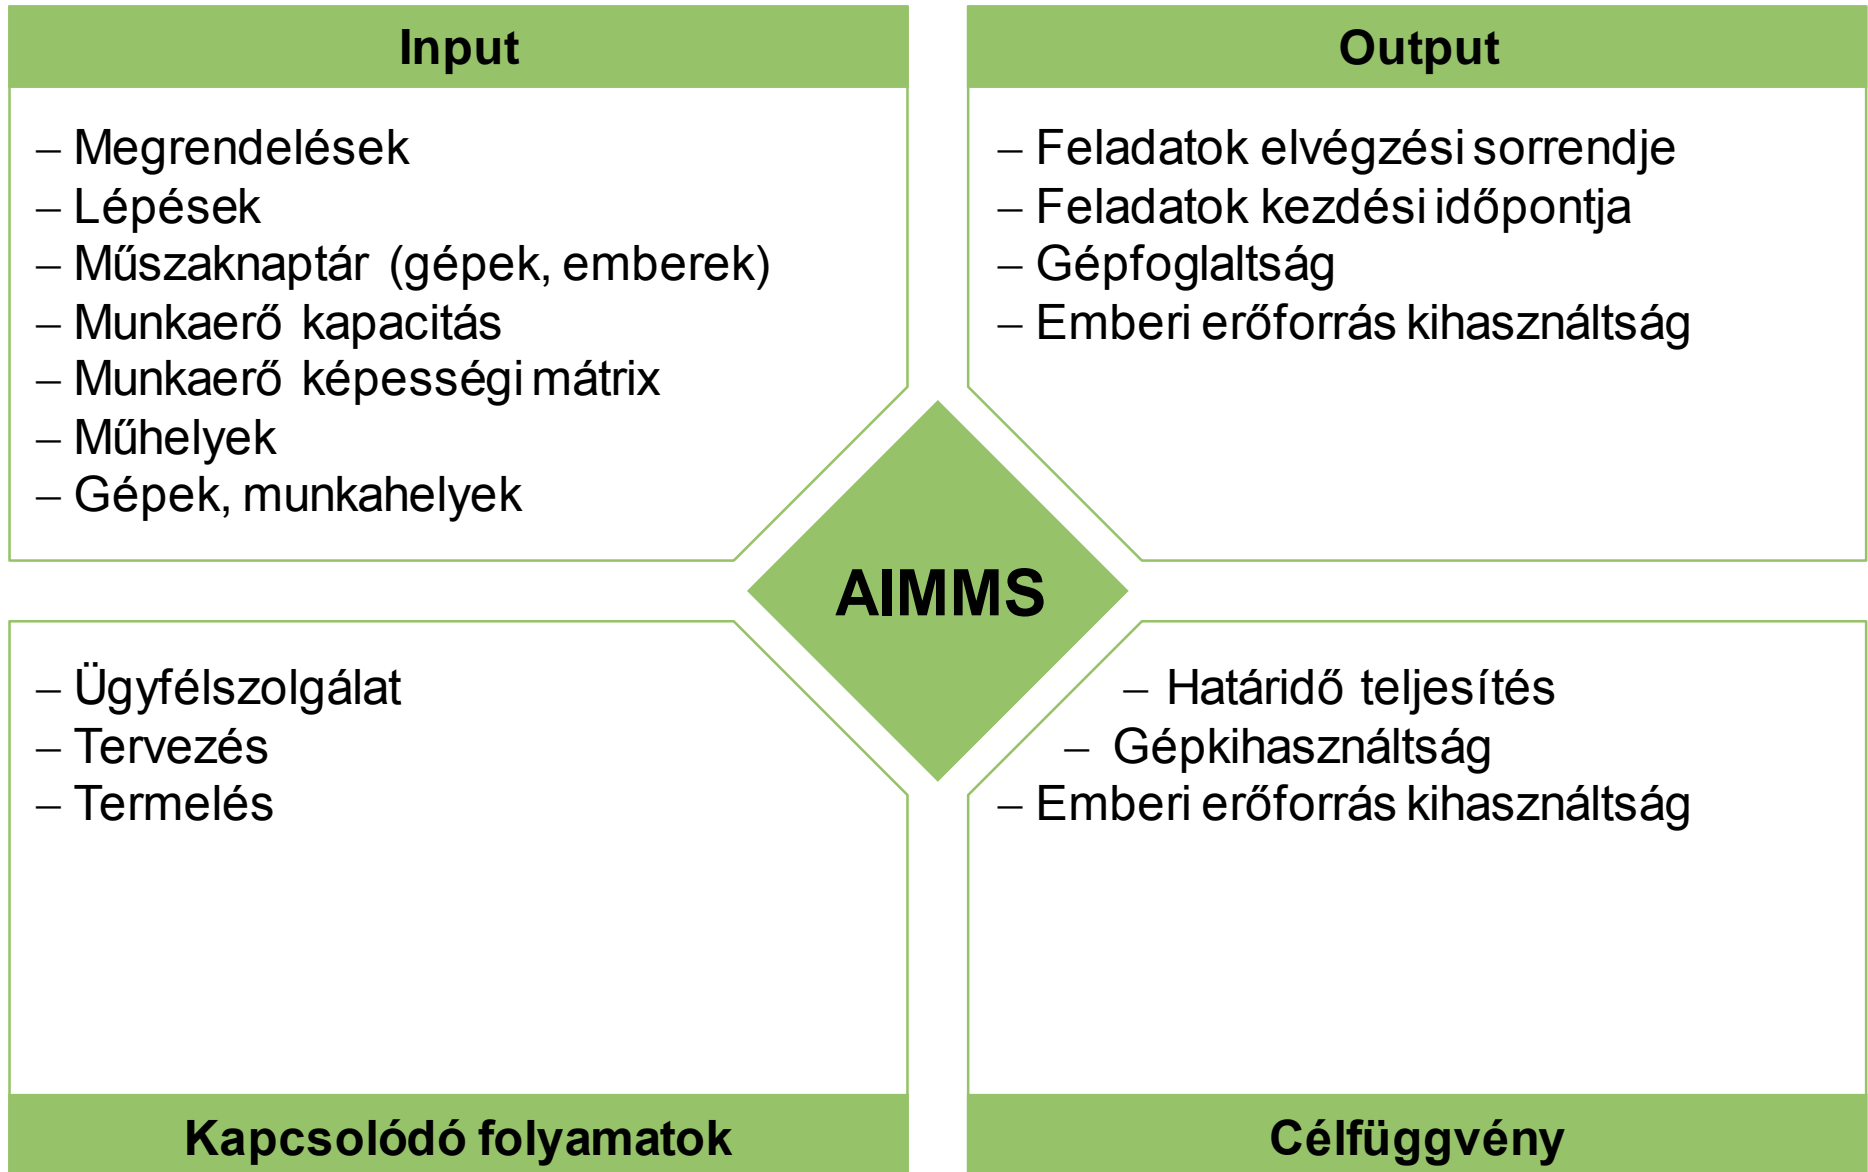 Input
– Megrendelések
– Lépések
– Műszaknaptár (gépek, emberek)
– Munkaerő kapacitás
– Munkaerő képességi mátrix
– Műhelyek
– Gépek, munkahelyek
Output
– Feladatok elvégzési sorrendje
– Feladatok kezdési időpontja
– Gépfoglaltság
– Emberi erőforrás kihasználtság
AIMMS
– Ügyfélszolgálat
– Tervezés
– Termelés
Kapcsolódó folyamatok
– Határidő teljesítés
– Gépkihasználtság
– Emberi erőforrás kihasználtság
Célfüggvény